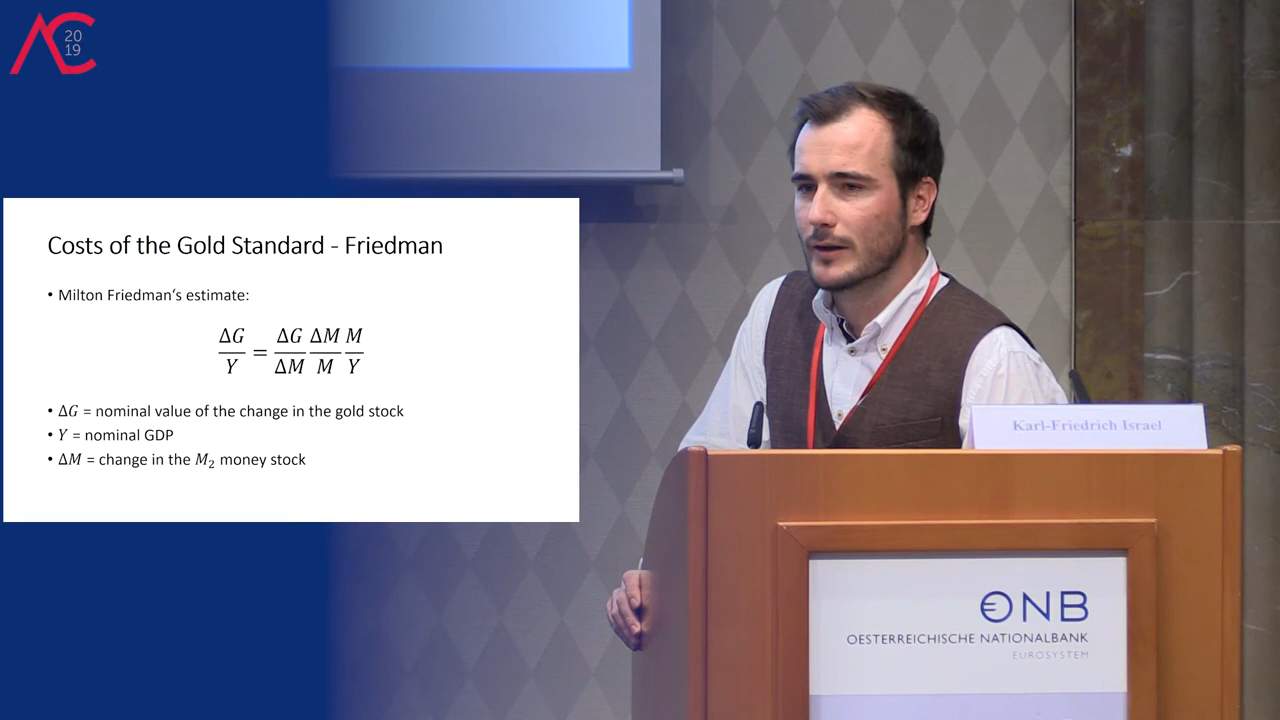 AC
20
19
Costs of the Gold Standard - Friedman
• Milton Friedman‘s estimate:
ΔG/Y = ΔG/ΔM ΔM/M M/Y
• ΔG = nominal value of the change in the gold stock
• Y = nominal GDP
• ΔM = change in the M₂ money stock
Karl-Friedrich Israel
€NB
OESTERREICHISCHE NATIONALBANK
EUROSYSTEM